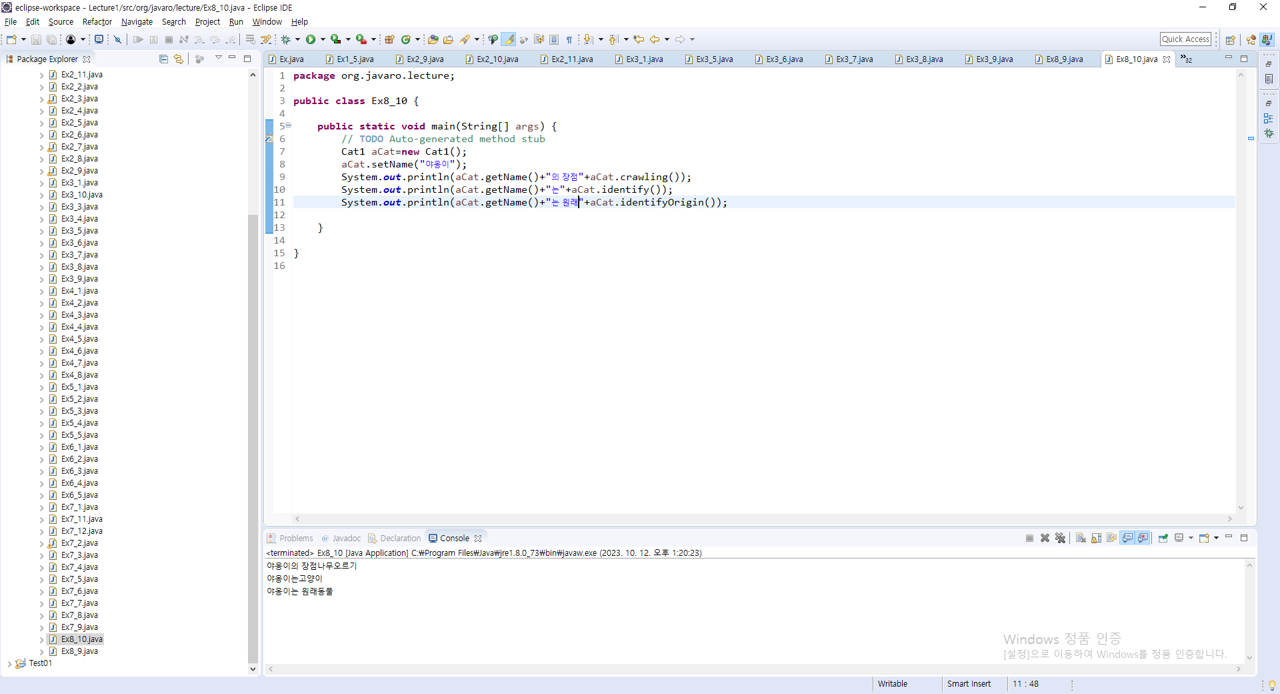 eclipse-workspace - Lecture1/src/org/javaro/lecture/Ex8_10.java - Eclipse IDE
File Edit Source Refactor Navigate Search Project Run Window Help
Quick Access
Package Explorer
Ex.java Ex1_5.java Ex2_9.java Ex2_10.java Ex2_11.java Ex3_1.java Ex3_5.java Ex3_6.java Ex3_7.java Ex3_8.java Ex3_9.java Ex8_9.java Ex8_10.java »32
Ex2_11.java
Ex2_2.java
Ex2_3.java
Ex2_4.java
Ex2_5.java
Ex2_6.java
Ex2_7.java
Ex2_8.java
Ex2_9.java
Ex3_1.java
Ex3_10.java
Ex3_3.java
Ex3_4.java
Ex3_5.java
Ex3_6.java
Ex3_7.java
Ex3_8.java
Ex3_9.java
Ex4_1.java
Ex4_2.java
Ex4_3.java
Ex4_4.java
Ex4_5.java
Ex4_6.java
Ex4_7.java
Ex4_8.java
Ex5_1.java
Ex5_2.java
Ex5_3.java
Ex5_4.java
Ex5_5.java
Ex6_1.java
Ex6_2.java
Ex6_3.java
Ex6_4.java
Ex6_5.java
Ex7_1.java
Ex7_11.java
Ex7_12.java
Ex7_2.java
Ex7_3.java
Ex7_4.java
Ex7_5.java
Ex7_6.java
Ex7_7.java
Ex7_8.java
Ex7_9.java
Ex8_10.java
Ex8_9.java
Test01
1 package org.javaro.lecture;
2
3 public class Ex8_10 {
4
5 public static void main(String[] args) {
6 // TODO Auto-generated method stub
7 Cat1 aCat=new Cat1();
8 aCat.setName("야옹이");
9 System.out.println(aCat.getName()+"의 장점"+aCat.crawling());
10 System.out.println(aCat.getName()+"는"+aCat.identify());
11 System.out.println(aCat.getName()+"는 원래"+aCat.identifyOrigin());
12
13 }
14
15 }
16
Problems Javadoc Declaration Console
<terminated> Ex8_10 [Java Application] C:₩Program Files₩Java₩jre1.8.0_73₩bin₩javaw.exe (2023. 10. 12. 오후 1:20:23)
야옹이의 장점나무오르기
야옹이는고양이
야옹이는 원래동물
Windows 정품 인증
[설정]으로 이동하여 Windows를 정품 인증합니다.
Writable Smart Insert 11 : 48